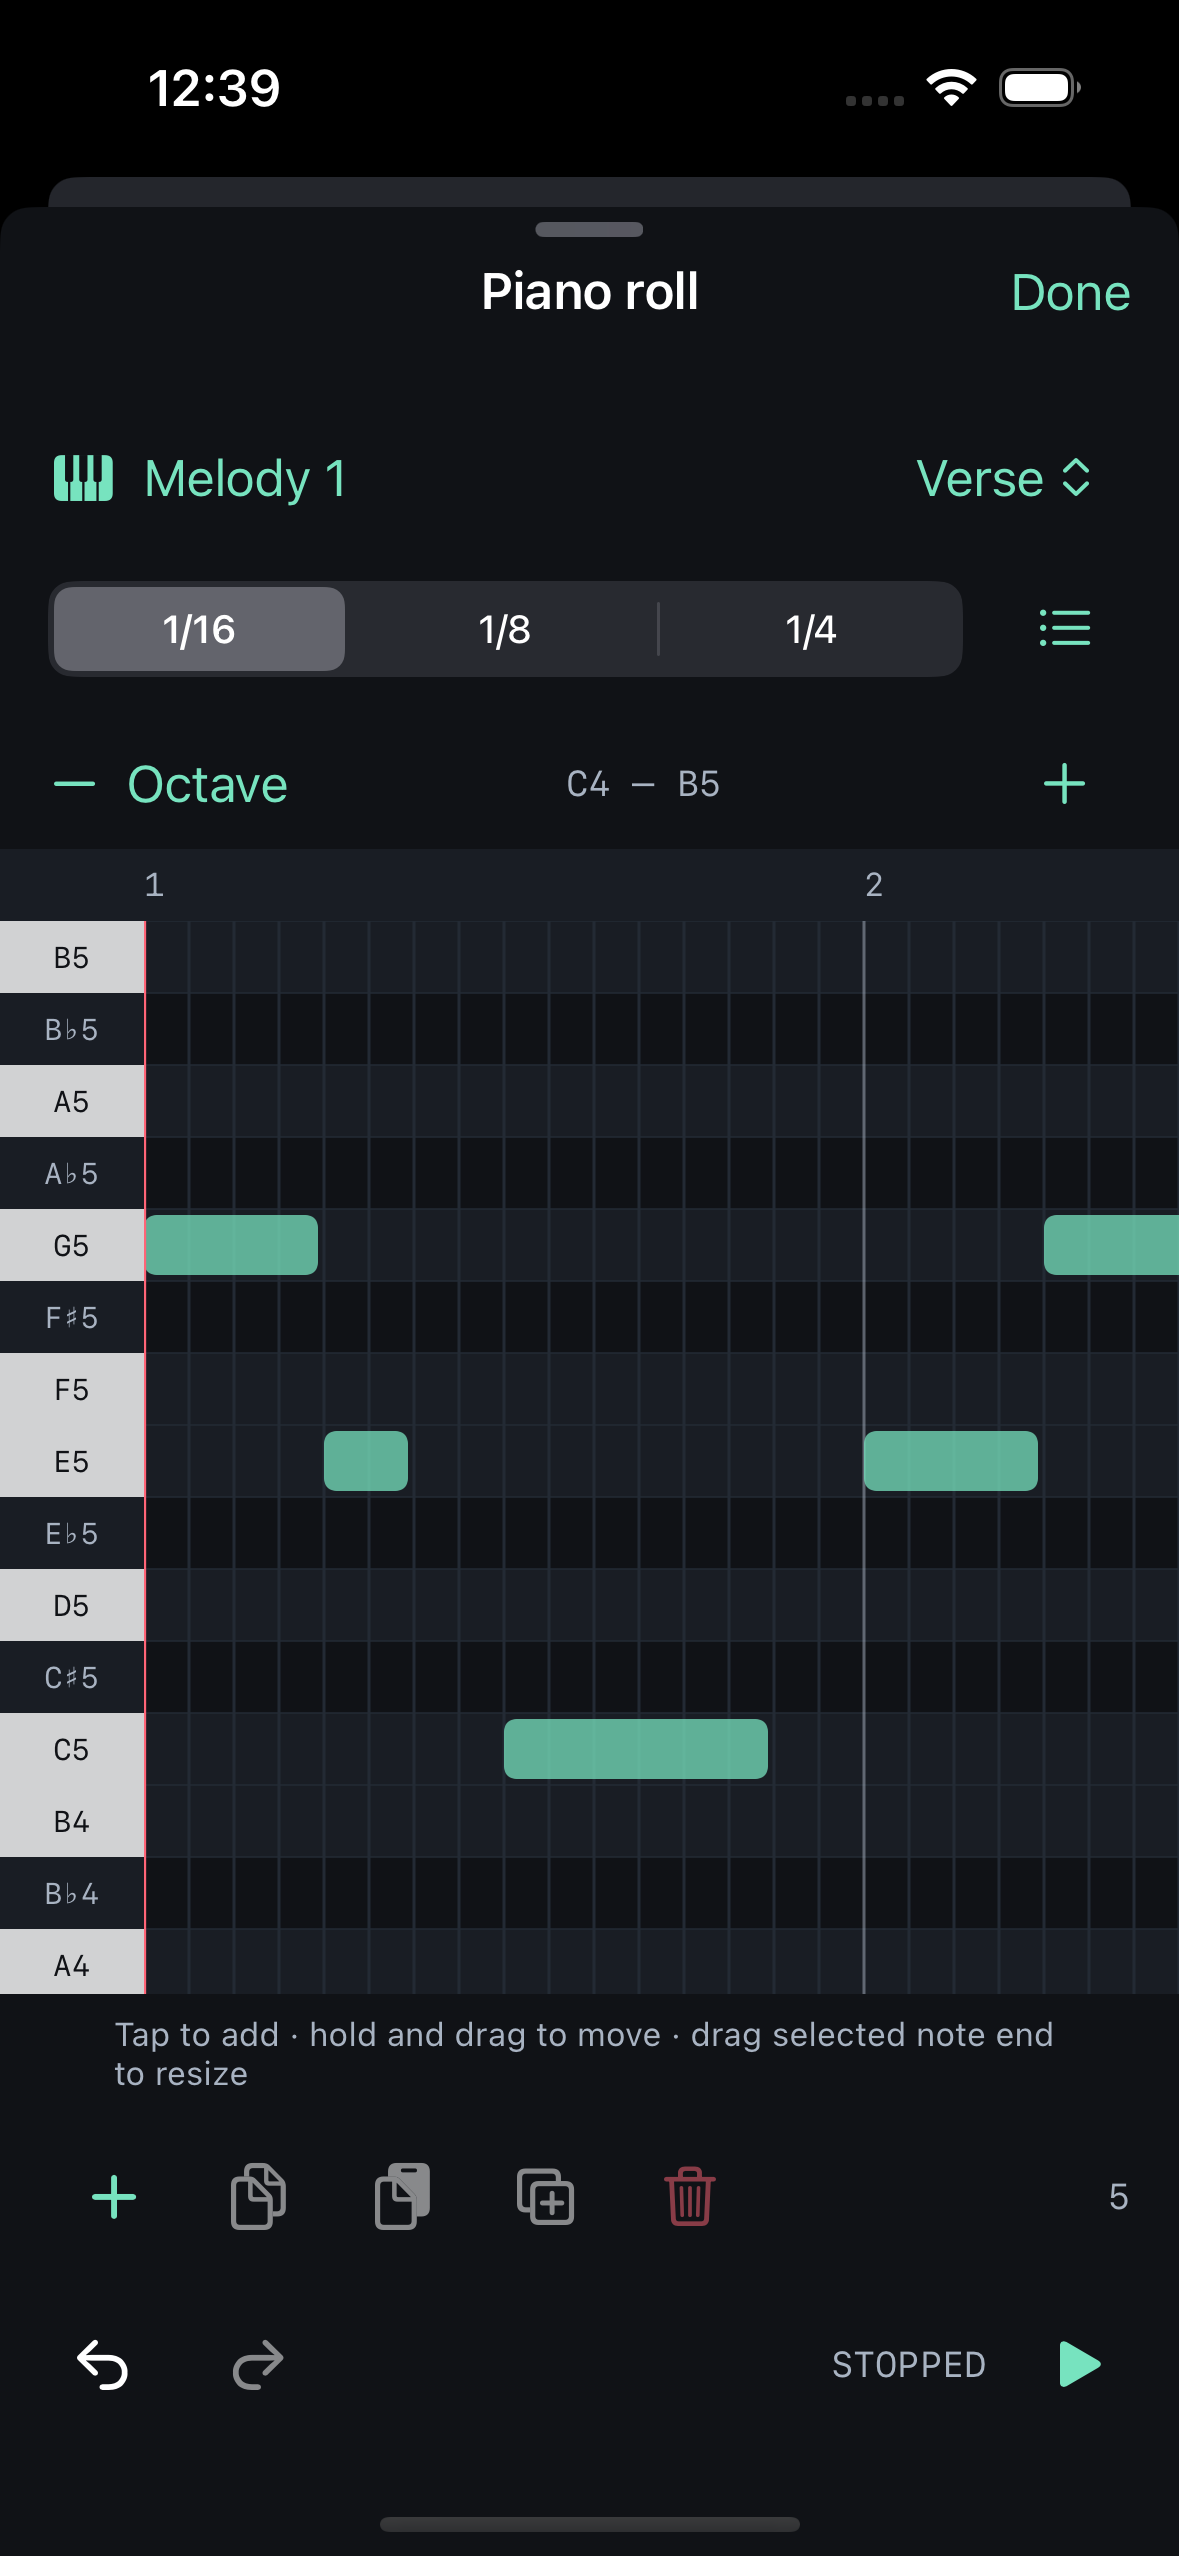 12:39
Piano roll
Done
Melody 1
Verse
1/16
1/8
1/4
Octave
C4 – B5
1
2
B5
B♭5
A5
A♭5
G5
F♯5
F5
E5
E♭5
D5
C♯5
C5
B4
B♭4
A4
Tap to add · hold and drag to move · drag selected note end
to resize
5
STOPPED